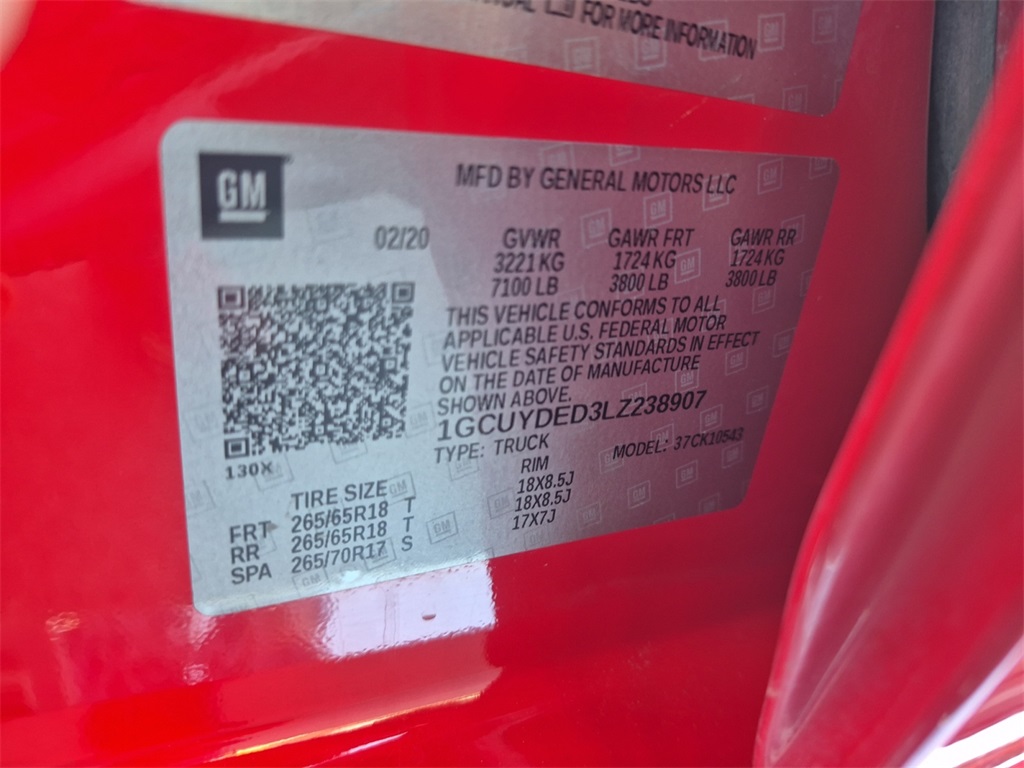 FOR MORE INFORMATION
GM
MFD BY GENERAL MOTORS LLC
02/20
GVWR GAWR FRT GAWR RR
3221 KG 1724 KG 1724 KG
7100 LB 3800 LB 3800 LB
THIS VEHICLE CONFORMS TO ALL
APPLICABLE U.S. FEDERAL MOTOR
VEHICLE SAFETY STANDARDS IN EFFECT
ON THE DATE OF MANUFACTURE
SHOWN ABOVE.
1GCUYDED3LZ238907
TYPE: TRUCK MODEL: 37CK10543
130X
TIRE SIZE RIM
FRT 265/65R18 T 18X8.5J
RR 265/65R18 T 18X8.5J
SPA 265/70R17 S 17X7J